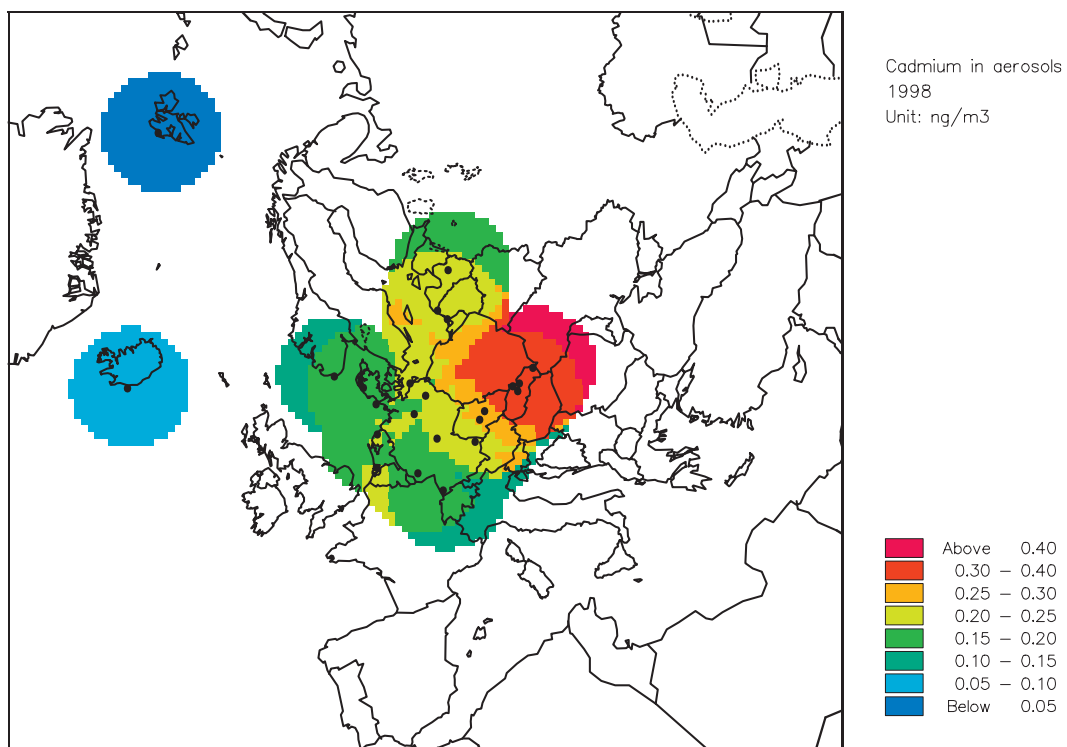 Cadmium in aerosols
1998
Unit: ng/m3
Above 0.40
0.30 – 0.40
0.25 – 0.30
0.20 – 0.25
0.15 – 0.20
0.10 – 0.15
0.05 – 0.10
Below 0.05